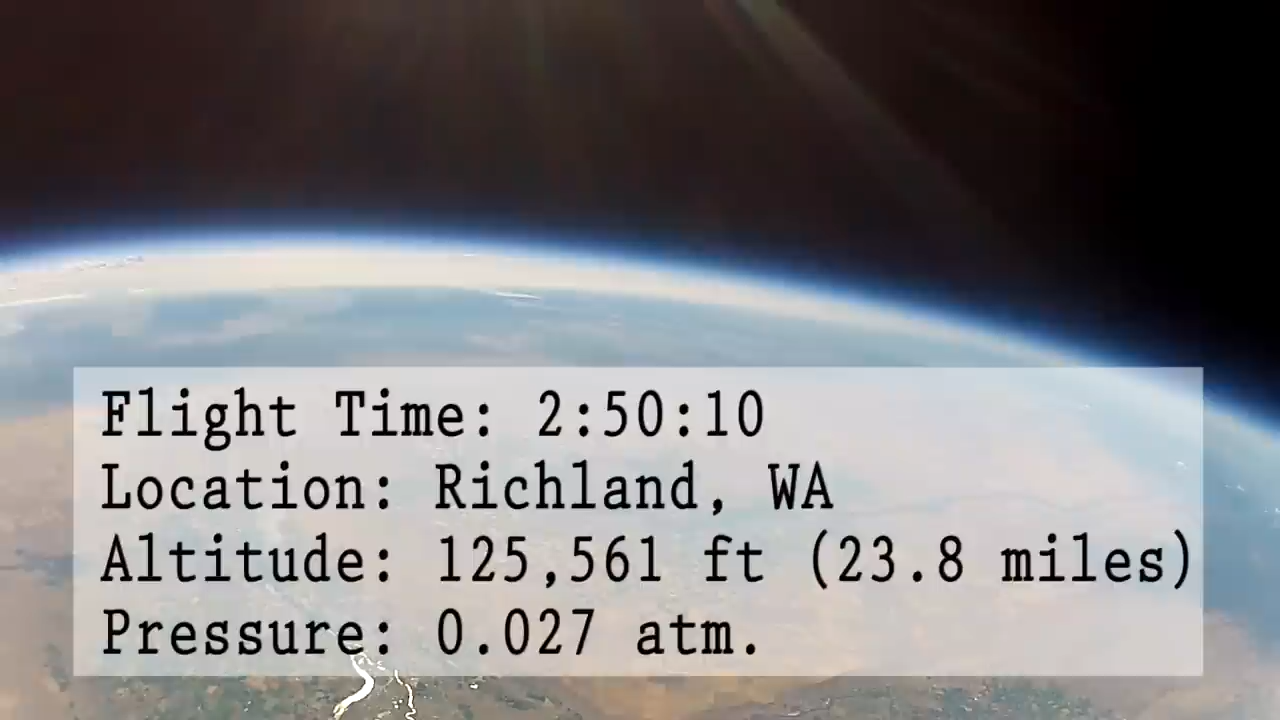 Flight Time: 2:50:10
Location: Richland, WA
Altitude: 125,561 ft (23.8 miles)
Pressure: 0.027 atm.